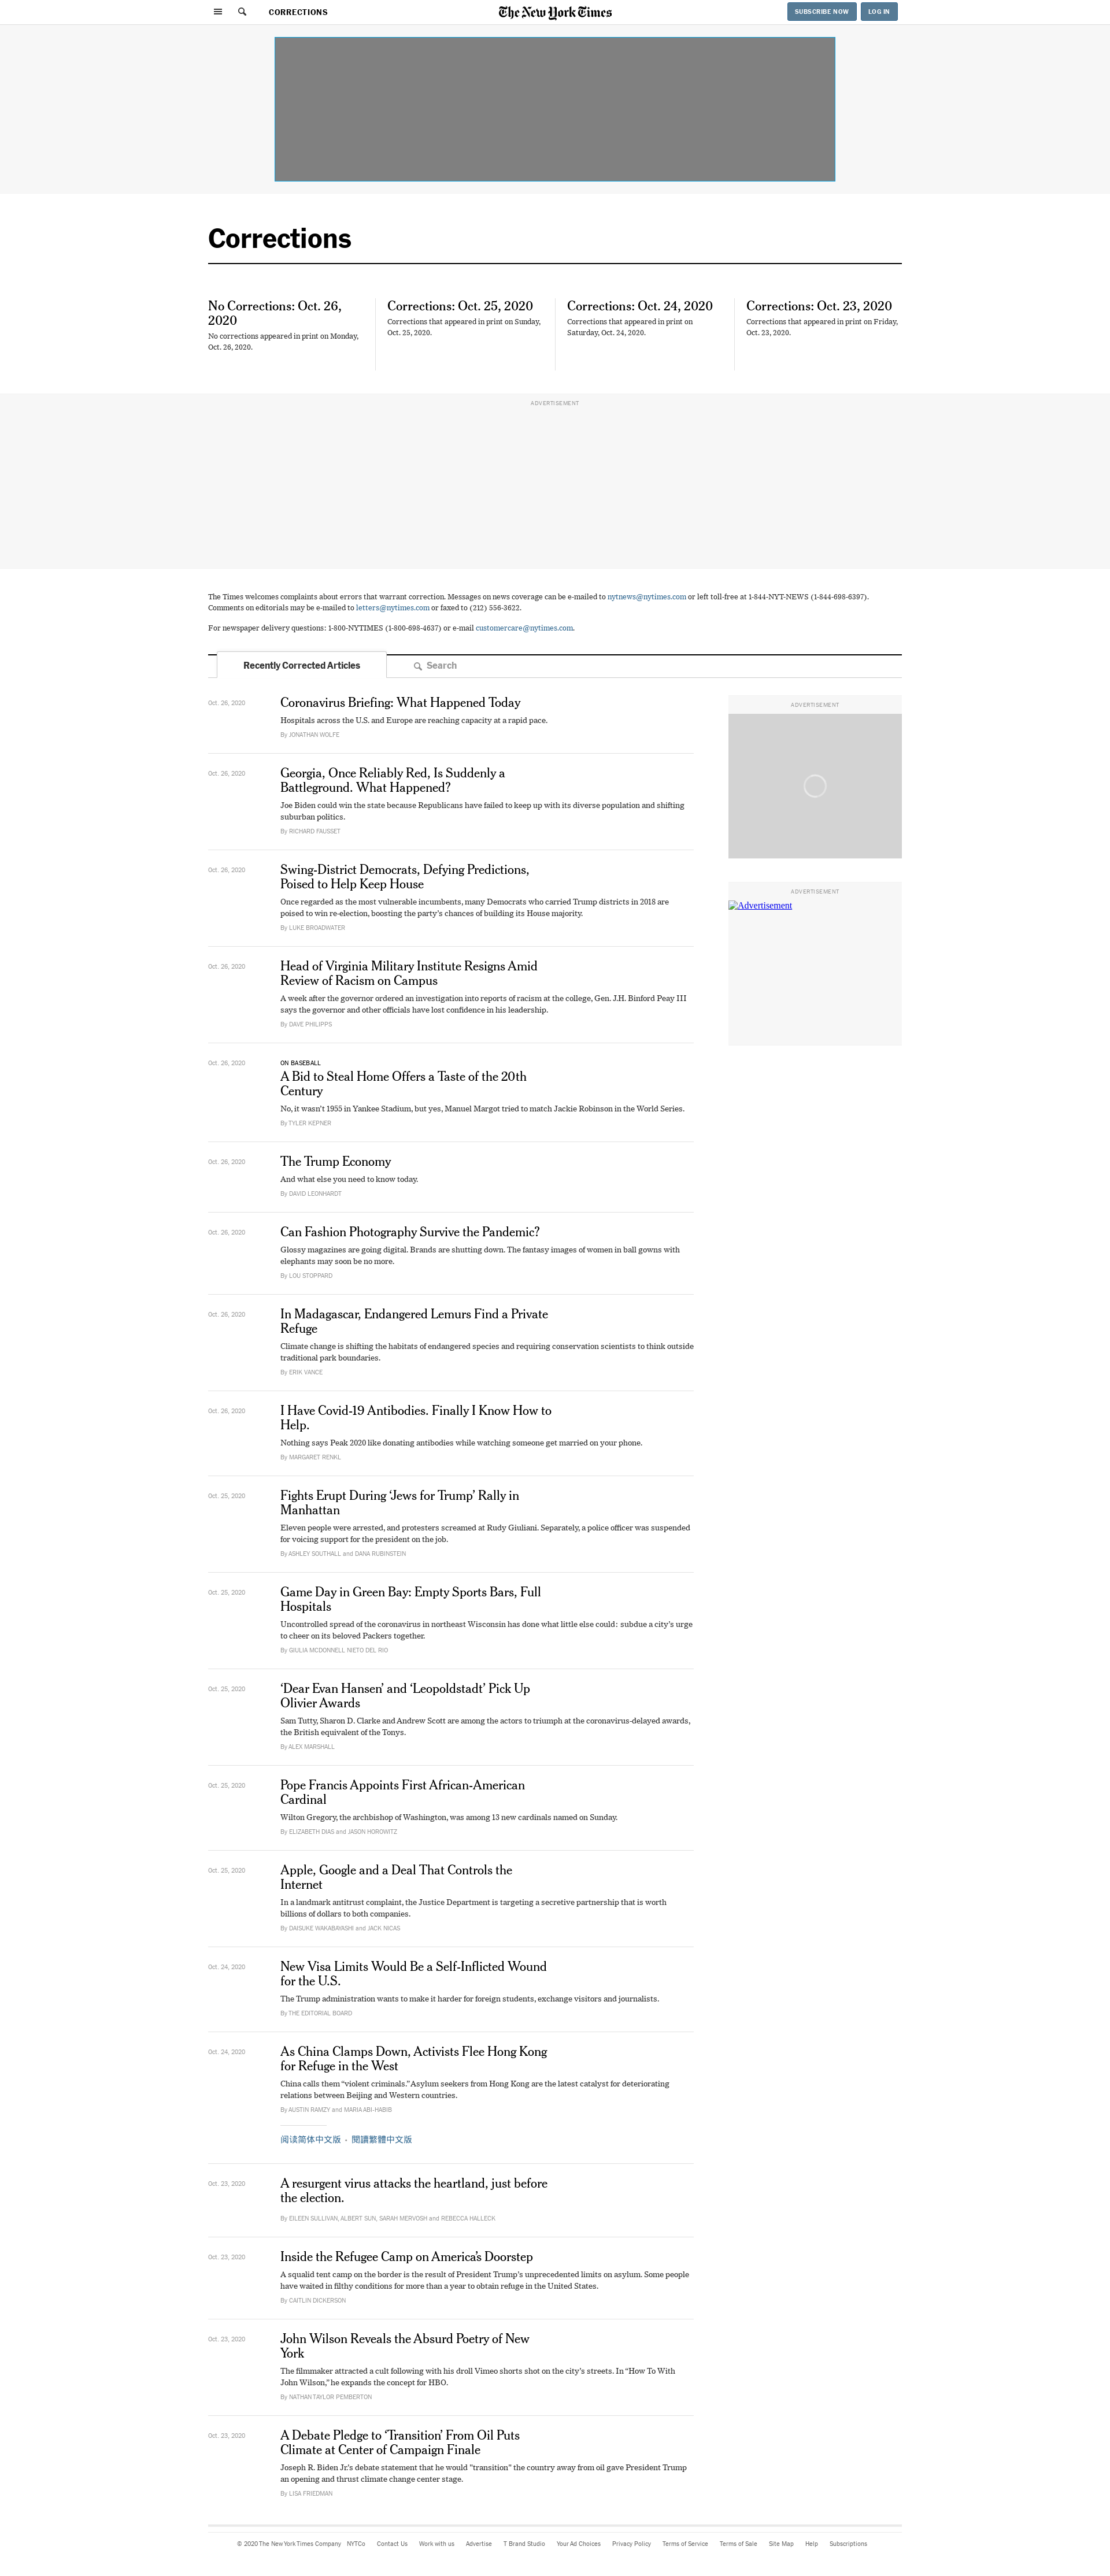 CORRECTIONS
The New York Times
SUBSCRIBE NOW
LOG IN
Corrections
No Corrections: Oct. 26,
2020
No corrections appeared in print on Monday,
Oct. 26, 2020.
Corrections: Oct. 25, 2020
Corrections that appeared in print on Sunday,
Oct. 25, 2020.
Corrections: Oct. 24, 2020
Corrections that appeared in print on
Saturday, Oct. 24, 2020.
Corrections: Oct. 23, 2020
Corrections that appeared in print on Friday,
Oct. 23, 2020.
ADVERTISEMENT
The Times welcomes complaints about errors that warrant correction. Messages on news coverage can be e-mailed to nytnews@nytimes.com or left toll-free at 1-844-NYT-NEWS (1-844-698-6397).
Comments on editorials may be e-mailed to letters@nytimes.com or faxed to (212) 556-3622.
For newspaper delivery questions: 1-800-NYTIMES (1-800-698-4637) or e-mail customercare@nytimes.com.
Recently Corrected Articles
Search
Oct. 26, 2020
Coronavirus Briefing: What Happened Today
Hospitals across the U.S. and Europe are reaching capacity at a rapid pace.
By JONATHAN WOLFE
ADVERTISEMENT
Oct. 26, 2020
Georgia, Once Reliably Red, Is Suddenly a
Battleground. What Happened?
Joe Biden could win the state because Republicans have failed to keep up with its diverse population and shifting
suburban politics.
By RICHARD FAUSSET
Oct. 26, 2020
Swing-District Democrats, Defying Predictions,
Poised to Help Keep House
Once regarded as the most vulnerable incumbents, many Democrats who carried Trump districts in 2018 are
poised to win re-election, boosting the party's chances of building its House majority.
By LUKE BROADWATER
ADVERTISEMENT
Advertisement
Oct. 26, 2020
Head of Virginia Military Institute Resigns Amid
Review of Racism on Campus
A week after the governor ordered an investigation into reports of racism at the college, Gen. J.H. Binford Peay III
says the governor and other officials have lost confidence in his leadership.
By DAVE PHILIPPS
Oct. 26, 2020
ON BASEBALL
A Bid to Steal Home Offers a Taste of the 20th
Century
No, it wasn't 1955 in Yankee Stadium, but yes, Manuel Margot tried to match Jackie Robinson in the World Series.
By TYLER KEPNER
Oct. 26, 2020
The Trump Economy
And what else you need to know today.
By DAVID LEONHARDT
Oct. 26, 2020
Can Fashion Photography Survive the Pandemic?
Glossy magazines are going digital. Brands are shutting down. The fantasy images of women in ball gowns with
elephants may soon be no more.
By LOU STOPPARD
Oct. 26, 2020
In Madagascar, Endangered Lemurs Find a Private
Refuge
Climate change is shifting the habitats of endangered species and requiring conservation scientists to think outside
traditional park boundaries.
By ERIK VANCE
Oct. 26, 2020
I Have Covid-19 Antibodies. Finally I Know How to
Help.
Nothing says Peak 2020 like donating antibodies while watching someone get married on your phone.
By MARGARET RENKL
Oct. 25, 2020
Fights Erupt During ‘Jews for Trump’ Rally in
Manhattan
Eleven people were arrested, and protesters screamed at Rudy Giuliani. Separately, a police officer was suspended
for voicing support for the president on the job.
By ASHLEY SOUTHALL and DANA RUBINSTEIN
Oct. 25, 2020
Game Day in Green Bay: Empty Sports Bars, Full
Hospitals
Uncontrolled spread of the coronavirus in northeast Wisconsin has done what little else could: subdue a city's urge
to cheer on its beloved Packers together.
By GIULIA MCDONNELL NIETO DEL RIO
Oct. 25, 2020
‘Dear Evan Hansen’ and ‘Leopoldstadt’ Pick Up
Olivier Awards
Sam Tutty, Sharon D. Clarke and Andrew Scott are among the actors to triumph at the coronavirus-delayed awards,
the British equivalent of the Tonys.
By ALEX MARSHALL
Oct. 25, 2020
Pope Francis Appoints First African-American
Cardinal
Wilton Gregory, the archbishop of Washington, was among 13 new cardinals named on Sunday.
By ELIZABETH DIAS and JASON HOROWITZ
Oct. 25, 2020
Apple, Google and a Deal That Controls the
Internet
In a landmark antitrust complaint, the Justice Department is targeting a secretive partnership that is worth
billions of dollars to both companies.
By DAISUKE WAKABAYASHI and JACK NICAS
Oct. 24, 2020
New Visa Limits Would Be a Self-Inflicted Wound
for the U.S.
The Trump administration wants to make it harder for foreign students, exchange visitors and journalists.
By THE EDITORIAL BOARD
Oct. 24, 2020
As China Clamps Down, Activists Flee Hong Kong
for Refuge in the West
China calls them “violent criminals.” Asylum seekers from Hong Kong are the latest catalyst for deteriorating
relations between Beijing and Western countries.
By AUSTIN RAMZY and MARIA ABI-HABIB
阅读简体中文版 · 閱讀繁體中文版
Oct. 23, 2020
A resurgent virus attacks the heartland, just before
the election.
By EILEEN SULLIVAN, ALBERT SUN, SARAH MERVOSH and REBECCA HALLECK
Oct. 23, 2020
Inside the Refugee Camp on America’s Doorstep
A squalid tent camp on the border is the result of President Trump's unprecedented limits on asylum. Some people
have waited in filthy conditions for more than a year to obtain refuge in the United States.
By CAITLIN DICKERSON
Oct. 23, 2020
John Wilson Reveals the Absurd Poetry of New
York
The filmmaker attracted a cult following with his droll Vimeo shorts shot on the city's streets. In “How To With
John Wilson,” he expands the concept for HBO.
By NATHAN TAYLOR PEMBERTON
Oct. 23, 2020
A Debate Pledge to ‘Transition’ From Oil Puts
Climate at Center of Campaign Finale
Joseph R. Biden Jr.'s debate statement that he would "transition" the country away from oil gave President Trump
an opening and thrust climate change center stage.
By LISA FRIEDMAN
© 2020 The New York Times Company NYTCo Contact Us Work with us Advertise T Brand Studio Your Ad Choices Privacy Policy Terms of Service Terms of Sale Site Map Help Subscriptions